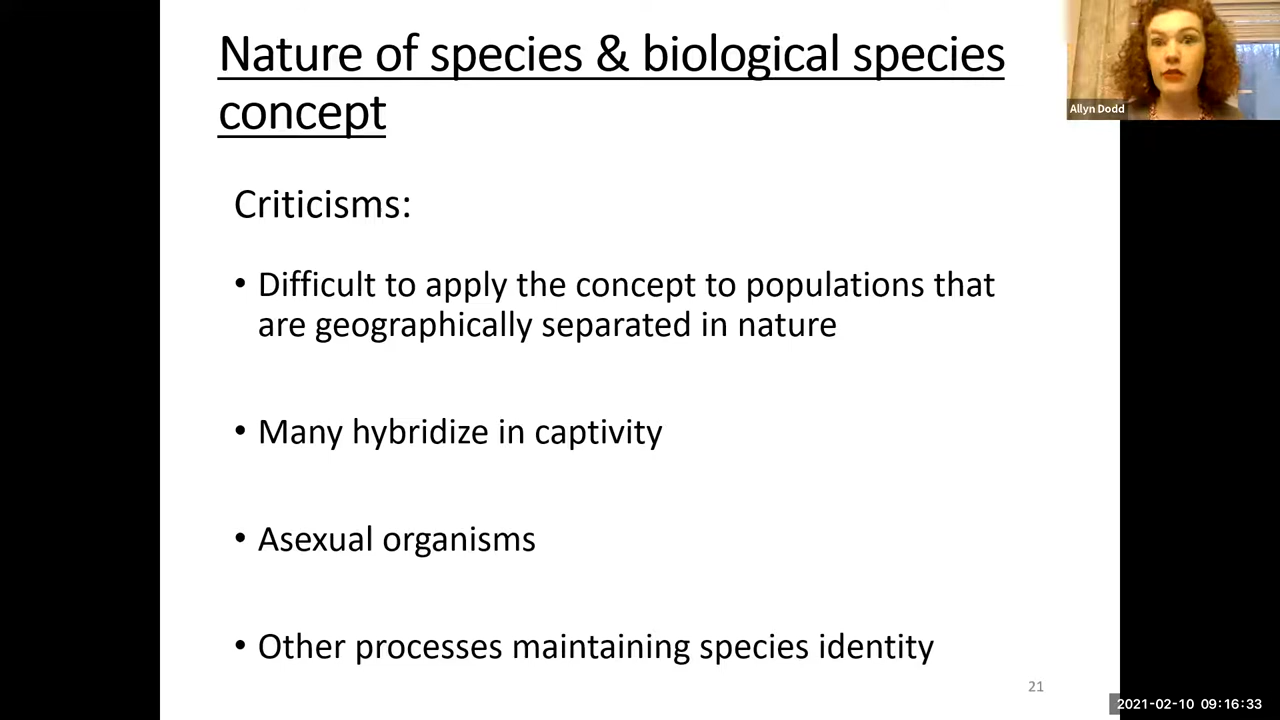 Nature of species & biological species
concept
Allyn Dodd
Criticisms:
• Difficult to apply the concept to populations that
are geographically separated in nature
• Many hybridize in captivity
• Asexual organisms
• Other processes maintaining species identity
21
2021-02-10 09:16:33